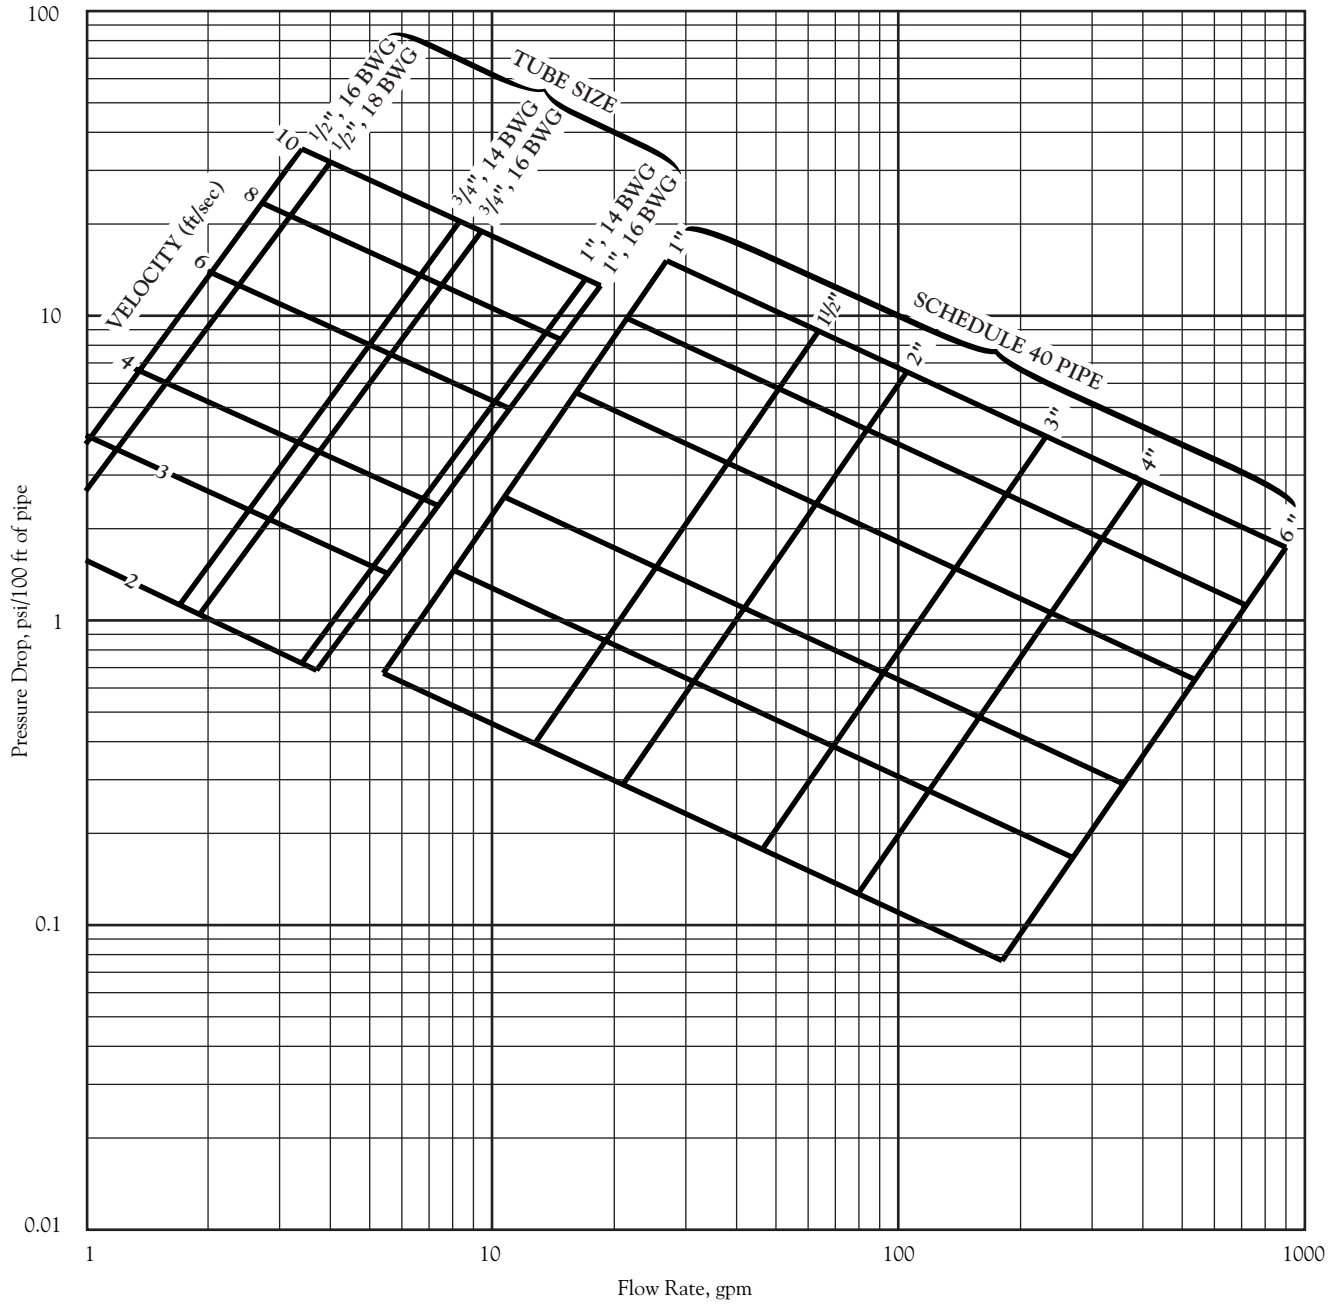 100
10
1
0.1
0.01
1
10
100
1000
Pressure Drop, psi/100 ft of pipe
Flow Rate, gpm
VELOCITY (ft/sec)
10
8
6
4
3
2
TUBE SIZE
1/2", 16 BWG
1/2", 18 BWG
3/4", 14 BWG
3/4", 16 BWG
1", 14 BWG
1", 16 BWG
SCHEDULE 40 PIPE
1"
1½"
2"
3"
4"
6"